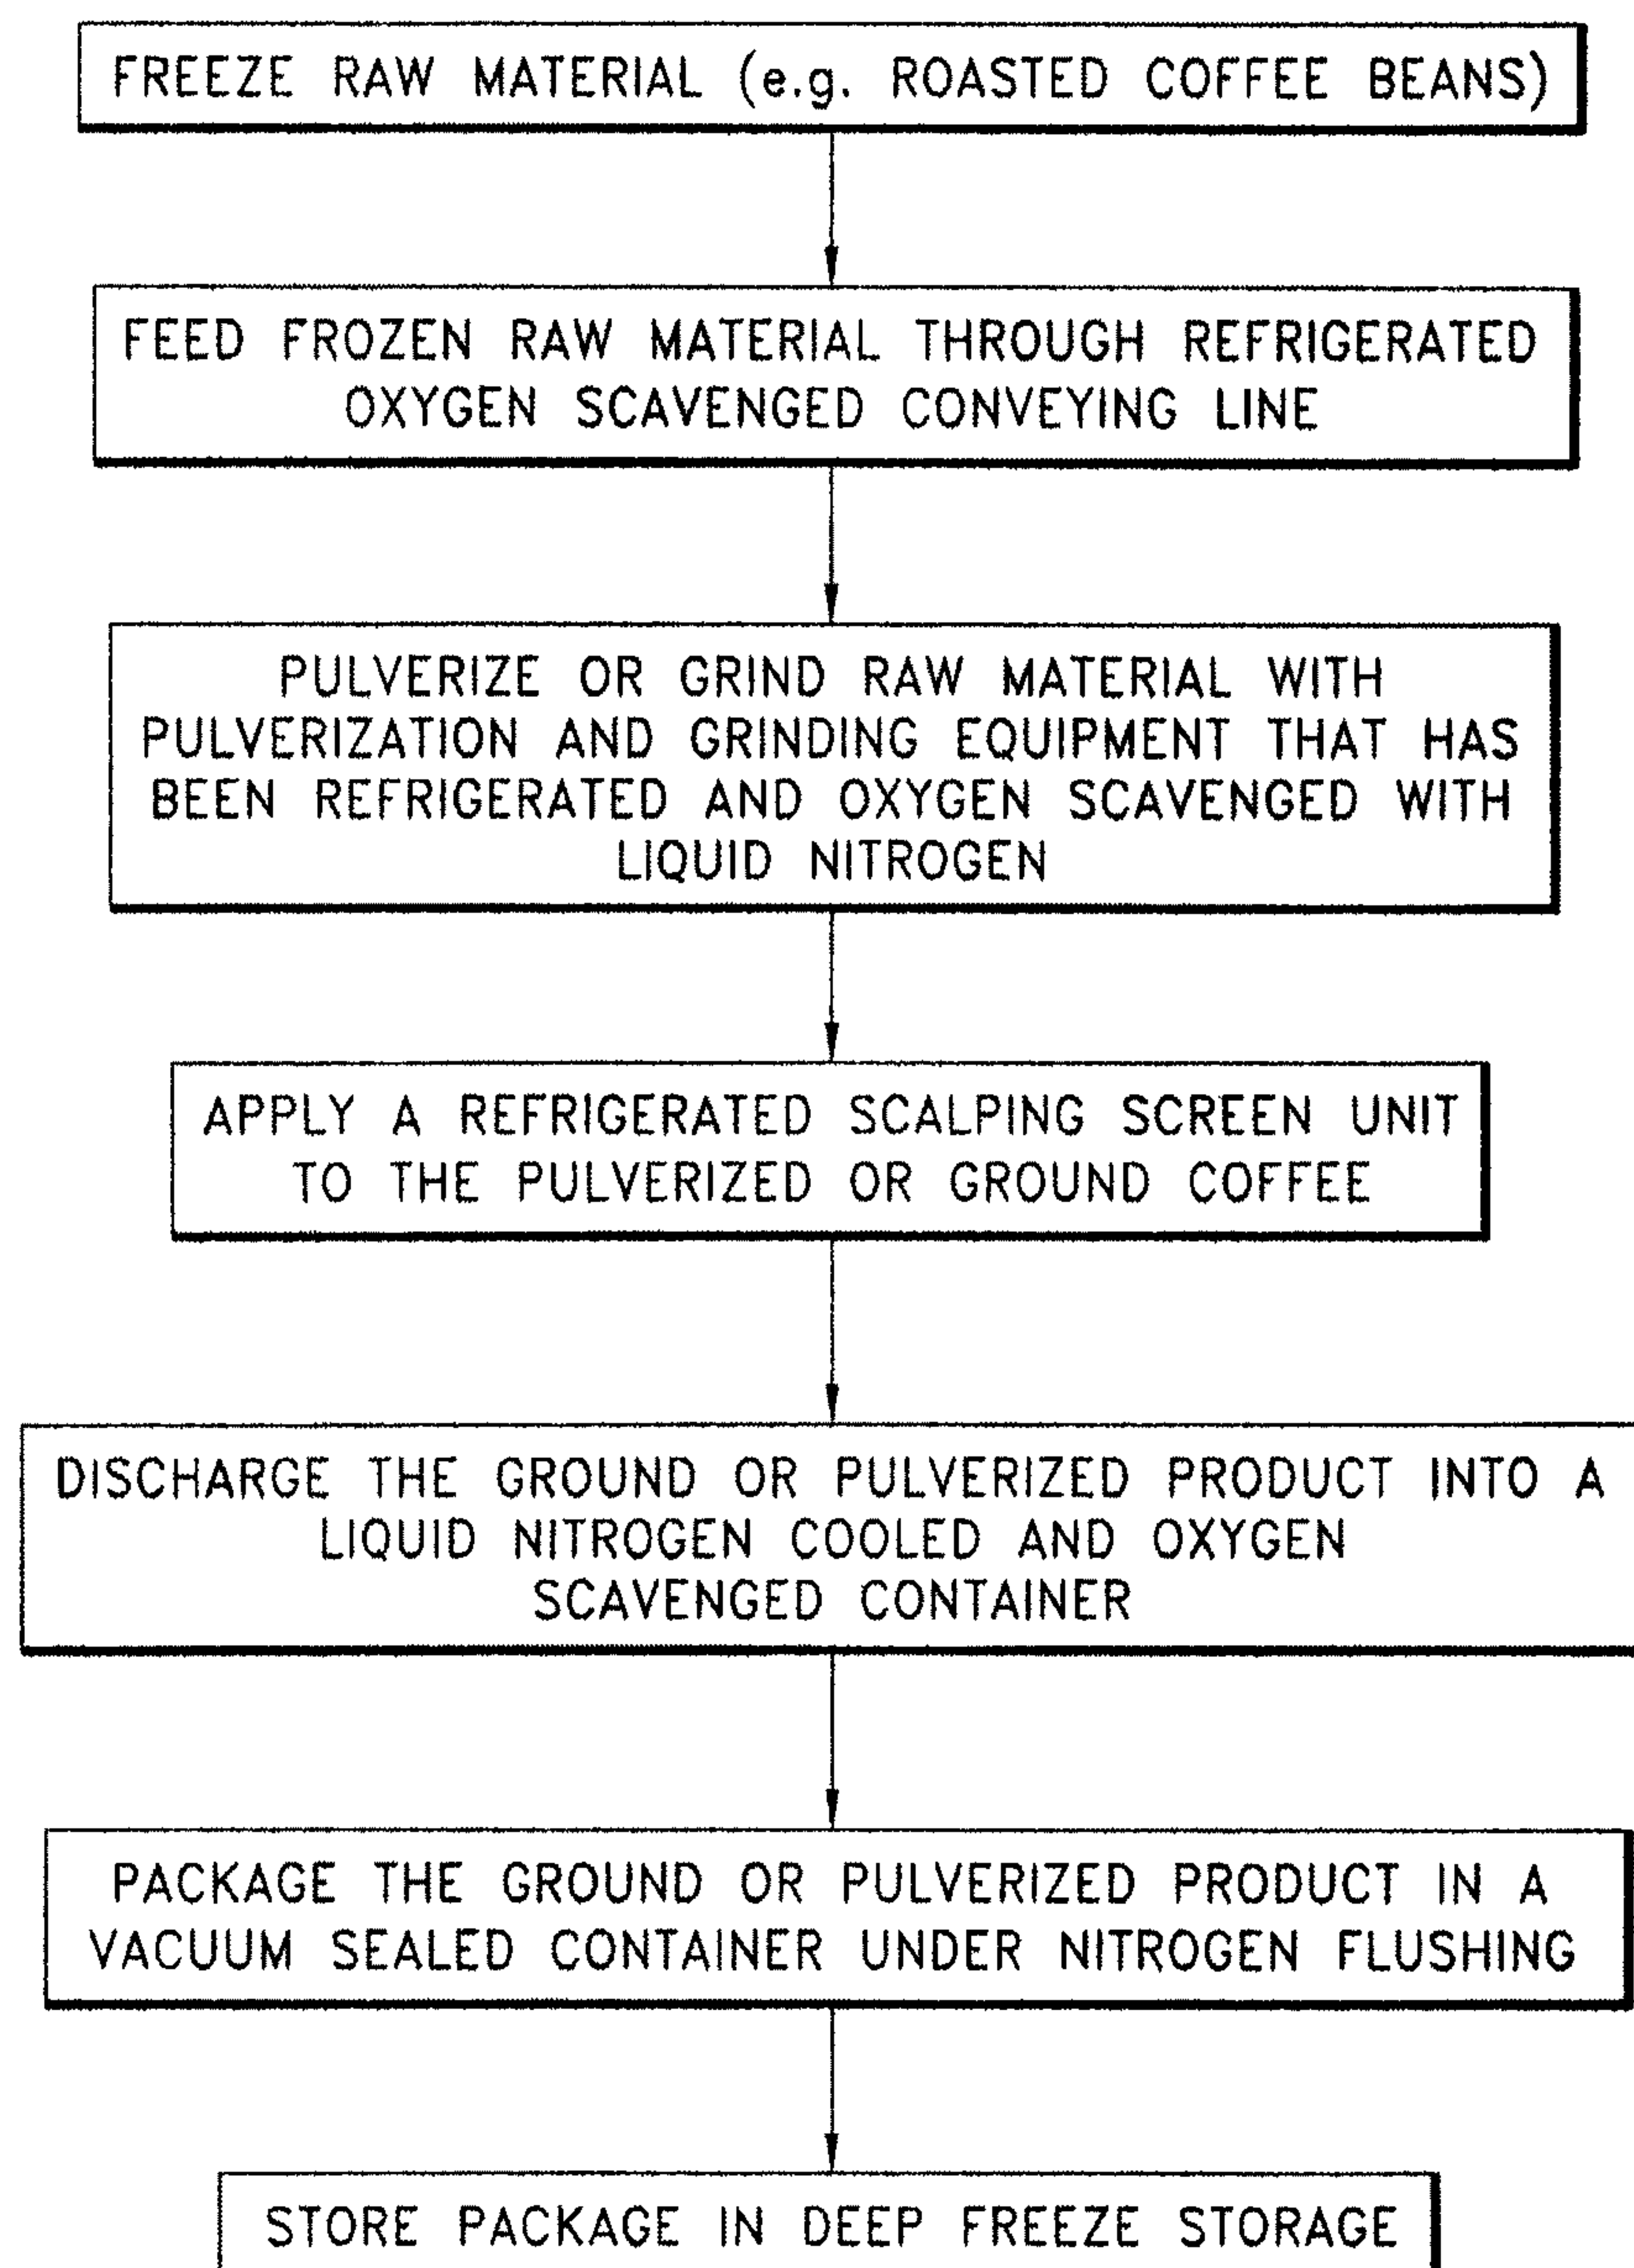 FREEZE RAW MATERIAL (e.g. ROASTED COFFEE BEANS)
FEED FROZEN RAW MATERIAL THROUGH REFRIGERATED
OXYGEN SCAVENGED CONVEYING LINE
PULVERIZE OR GRIND RAW MATERIAL WITH
PULVERIZATION AND GRINDING EQUIPMENT THAT HAS
BEEN REFRIGERATED AND OXYGEN SCAVENGED WITH
LIQUID NITROGEN
APPLY A REFRIGERATED SCALPING SCREEN UNIT
TO THE PULVERIZED OR GROUND COFFEE
DISCHARGE THE GROUND OR PULVERIZED PRODUCT INTO A
LIQUID NITROGEN COOLED AND OXYGEN
SCAVENGED CONTAINER
PACKAGE THE GROUND OR PULVERIZED PRODUCT IN A
VACUUM SEALED CONTAINER UNDER NITROGEN FLUSHING
STORE PACKAGE IN DEEP FREEZE STORAGE